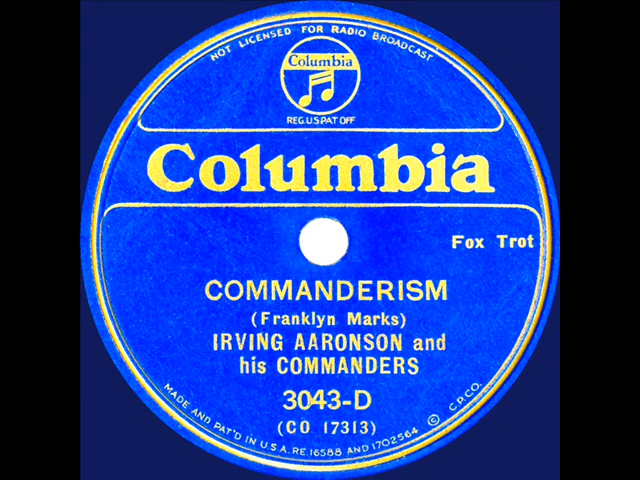 NOT LICENSED FOR RADIO BROADCAST
Columbia
REG.U.S.PAT OFF
Columbia
Fox Trot
COMMANDERISM
(Franklyn Marks)
IRVING AARONSON and
his COMMANDERS
3043-D
(CO 17313)
MADE AND PAT'D IN U.S.A. RE 16588 AND 1702564 © C.P.CO.